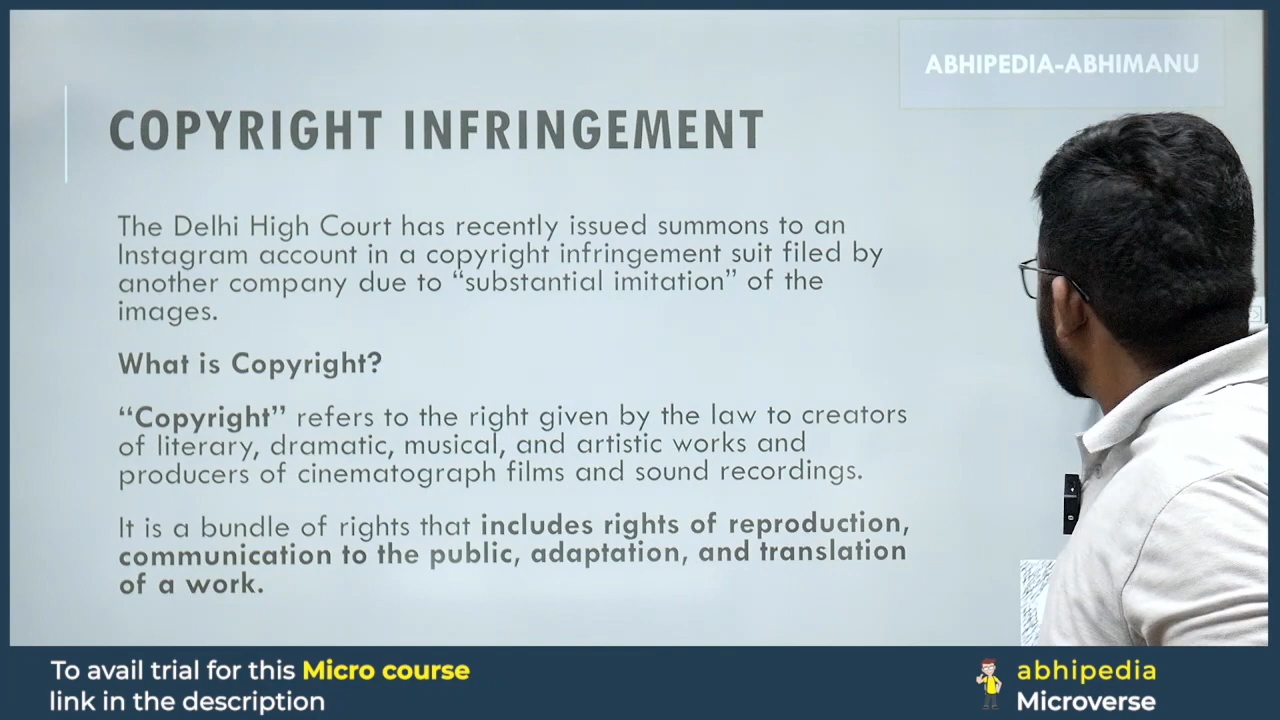 ABHIPEDIA-ABHIMANU
COPYRIGHT INFRINGEMENT
The Delhi High Court has recently issued summons to an
Instagram account in a copyright infringement suit filed by
another company due to “substantial imitation” of the
images.
What is Copyright?
“Copyright” refers to the right given by the law to creators
of literary, dramatic, musical, and artistic works and
producers of cinematograph films and sound recordings.
It is a bundle of rights that includes rights of reproduction,
communication to the public, adaptation, and translation
of a work.
To avail trial for this Micro course
link in the description
abhipedia
Microverse